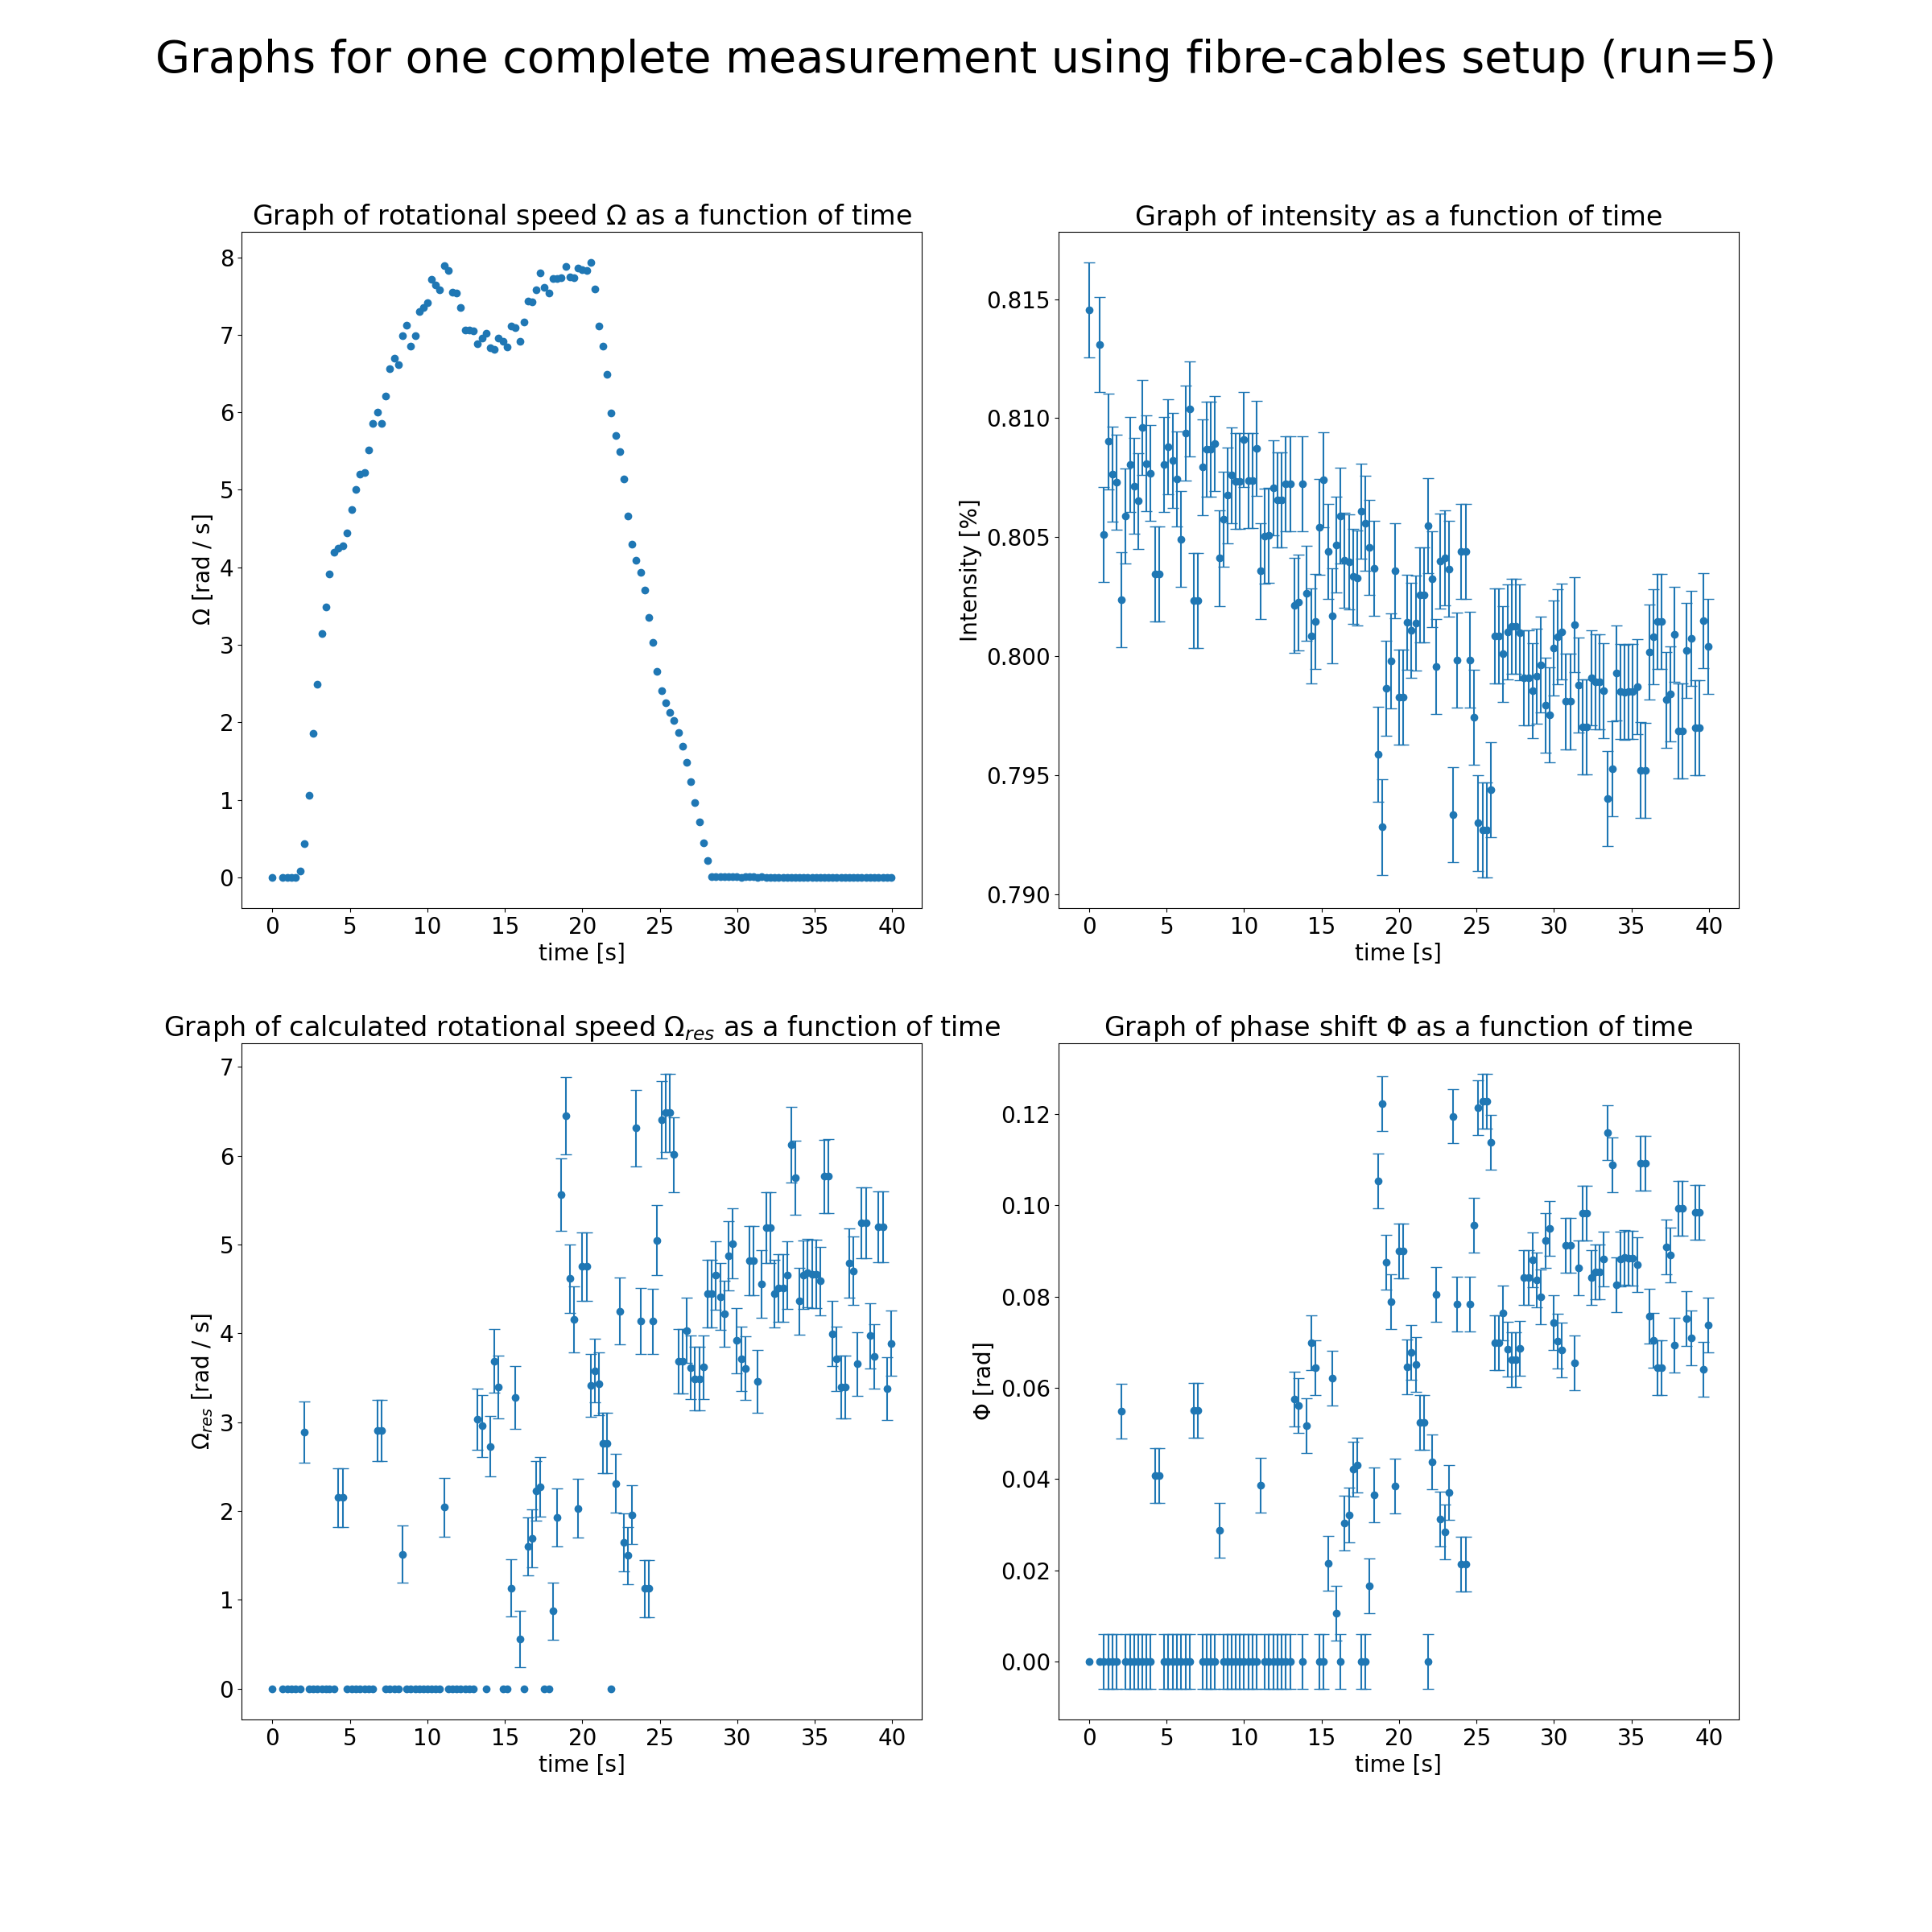 Graphs for one complete measurement using fibre-cables setup (run=5)
Graph of rotational speed Ω as a function of time
8
7
6
5
4
3
2
1
0
Ω [rad / s]
0 5 10 15 20 25 30 35 40
time [s]
Graph of intensity as a function of time
0.815
0.810
0.805
0.800
0.795
0.790
Intensity [%]
0 5 10 15 20 25 30 35 40
time [s]
Graph of calculated rotational speed Ω_res as a function of time
7
6
5
4
3
2
1
0
Ω_res [rad / s]
0 5 10 15 20 25 30 35 40
time [s]
Graph of phase shift Φ as a function of time
0.12
0.10
0.08
0.06
0.04
0.02
0.00
Φ [rad]
0 5 10 15 20 25 30 35 40
time [s]